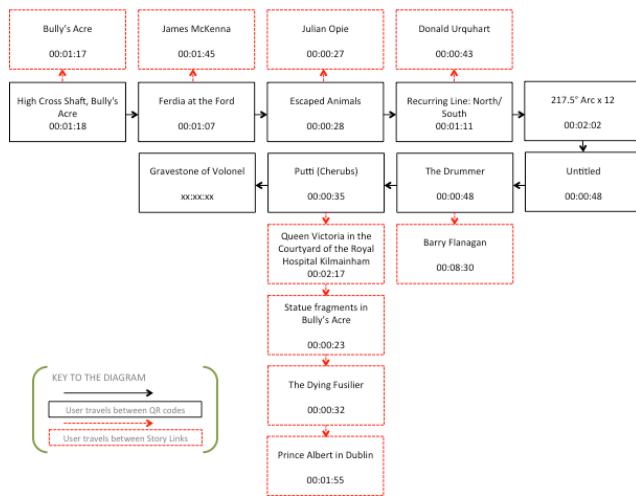 Bully's Acre
00:01:17
James McKenna
00:01:45
Julian Opie
00:00:27
Donald Urquhart
00:00:43
High Cross Shaft, Bully's
Acre
00:01:18
Ferdia at the Ford
00:01:07
Escaped Animals
00:00:28
Recurring Line: North/
South
00:01:11
217.5° Arc x 12
00:02:02
Gravestone of Volonel
xx:xx:xx
Putti (Cherubs)
00:00:35
The Drummer
00:00:48
Untitled
00:00:48
Queen Victoria in the
Courtyard of the Royal
Hospital Kilmainham
00:02:17
Barry Flanagan
00:08:30
Statue fragments in
Bully's Acre
00:00:23
The Dying Fusilier
00:00:32
Prince Albert in Dublin
00:01:55
KEY TO THE DIAGRAM
User travels between QR codes
User travels between Story Links